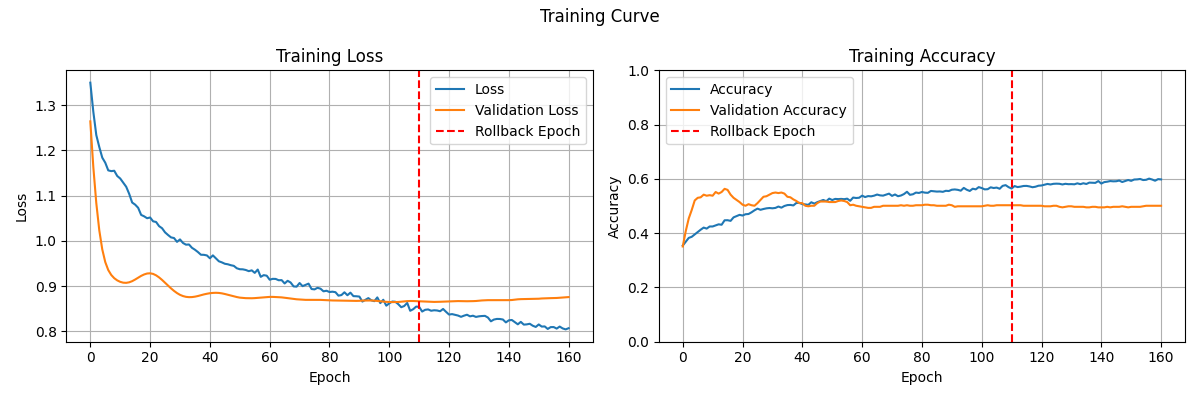 Training Curve
Training Loss
Loss
1.3
1.2
1.1
1.0
0.9
0.8
0 20 40 60 80 100 120 140 160
Epoch
Loss
Validation Loss
Rollback Epoch
Training Accuracy
Accuracy
1.0
0.8
0.6
0.4
0.2
0.0
0 20 40 60 80 100 120 140 160
Epoch
Accuracy
Validation Accuracy
Rollback Epoch